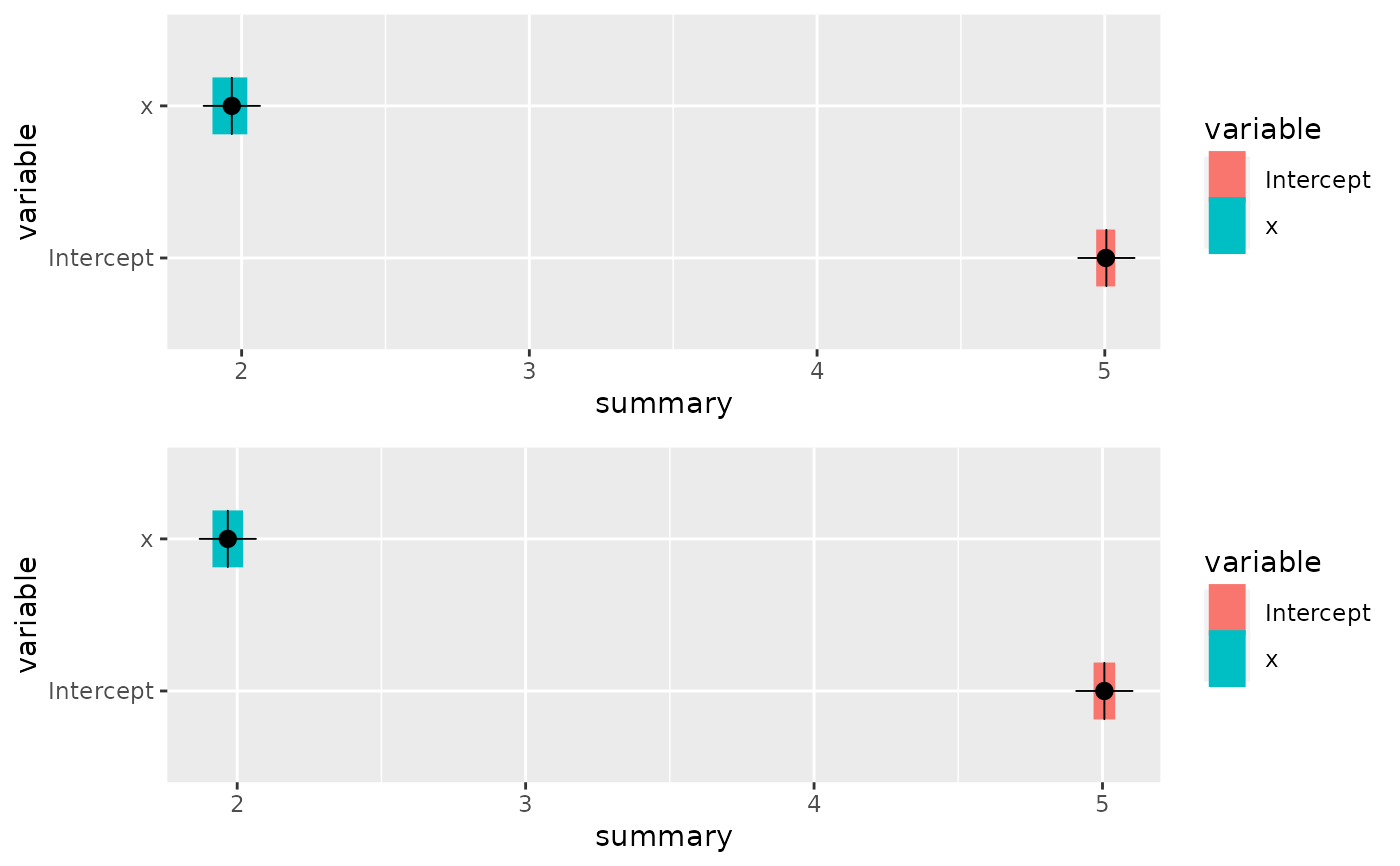 variable
x
Intercept
2 3 4 5
summary
variable
Intercept
x
variable
x
Intercept
2 3 4 5
summary
variable
Intercept
x